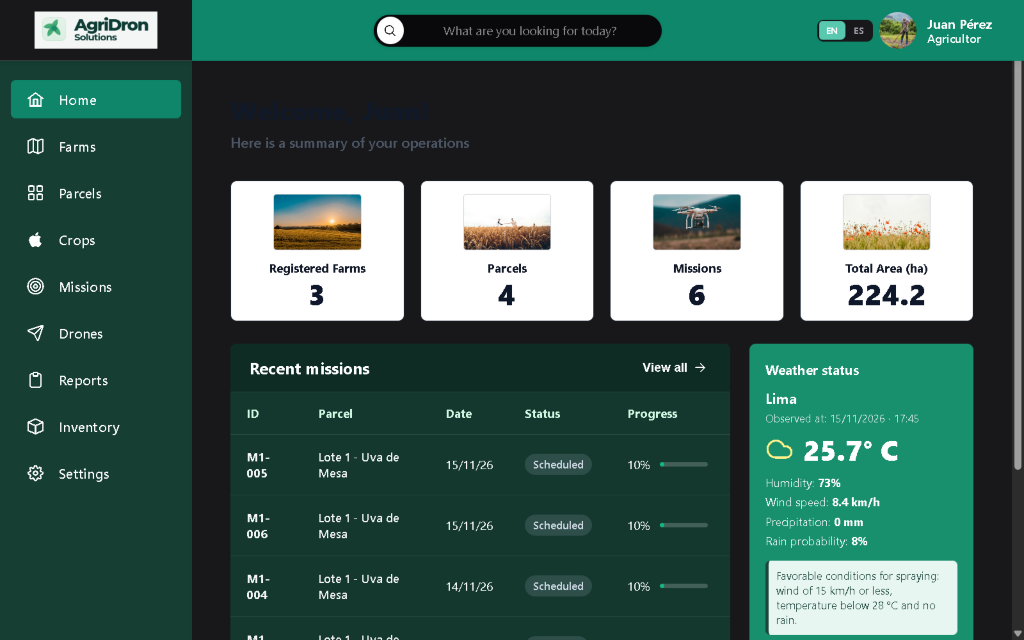 AgriDron
Solutions
What are you looking for today?
EN ES
Juan Pérez
Agricultor
Home
Farms
Parcels
Crops
Missions
Drones
Reports
Inventory
Settings
Here is a summary of your operations
Registered Farms
3
Parcels
4
Missions
6
Total Area (ha)
224.2
Recent missions
View all
ID Parcel Date Status Progress
M1-
005
Lote 1 - Uva de
Mesa
15/11/26 Scheduled 10%
M1-
006
Lote 1 - Uva de
Mesa
15/11/26 Scheduled 10%
M1-
004
Lote 1 - Uva de
Mesa
14/11/26 Scheduled 10%
Weather status
Lima
Observed at: 15/11/2026 · 17:45
25.7° C
Humidity: 73%
Wind speed: 8.4 km/h
Precipitation: 0 mm
Rain probability: 8%
Favorable conditions for spraying:
wind of 15 km/h or less,
temperature below 28 °C and no
rain.